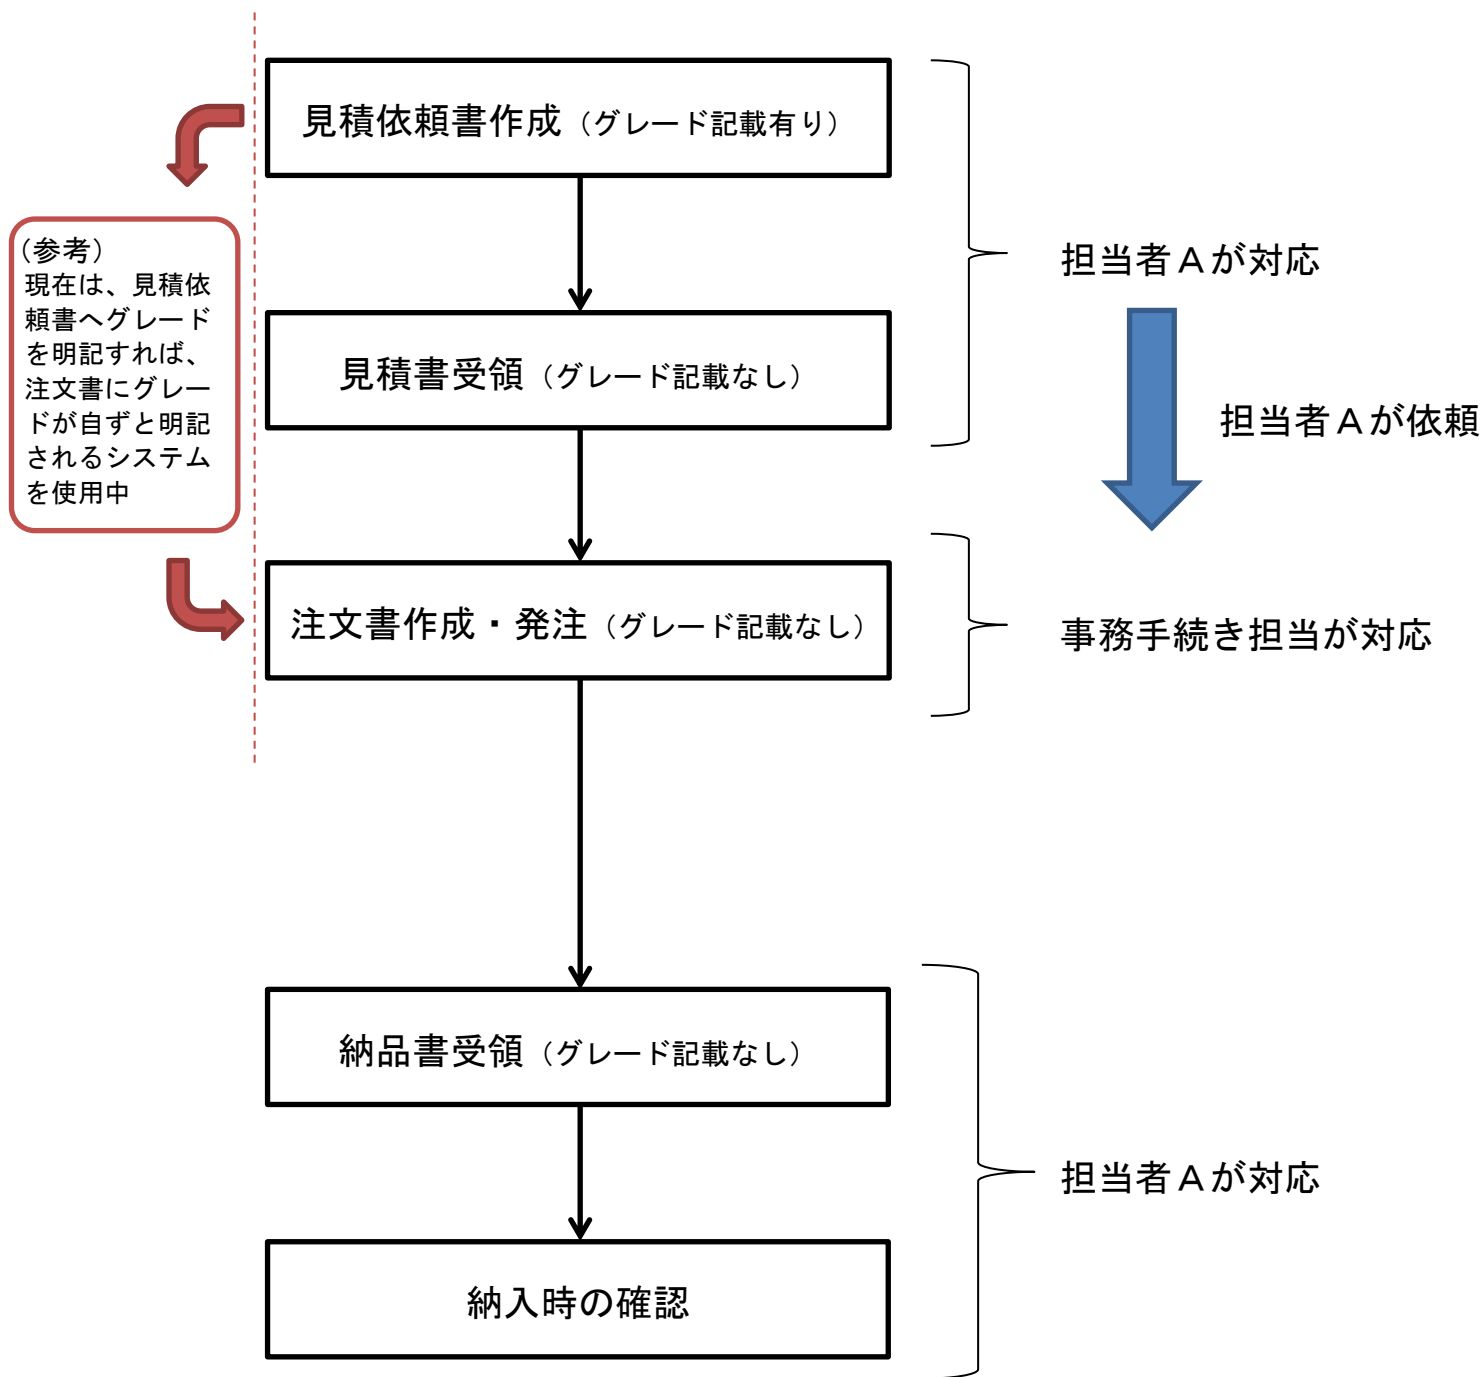 見積依頼書作成（グレード記載有り）
（参考）
現在は、見積依
頼書へグレード
を明記すれば、
注文書にグレー
ドが自ずと明記
されるシステム
を使用中
担当者Ａが対応
見積書受領（グレード記載なし）
担当者Ａが依頼
注文書作成・発注（グレード記載なし）
事務手続き担当が対応
納品書受領（グレード記載なし）
担当者Ａが対応
納入時の確認